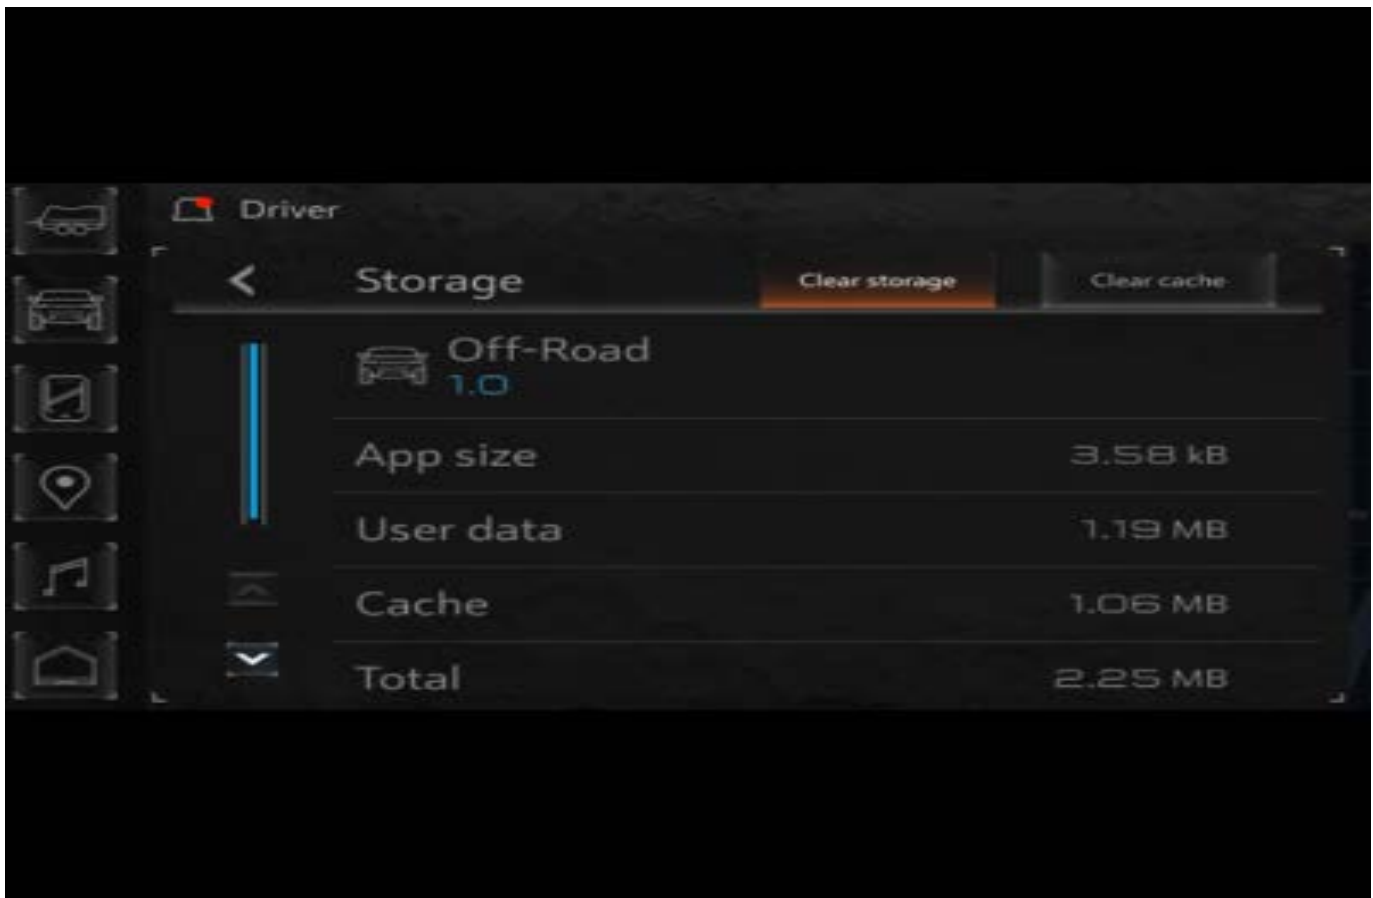 Driver
Storage
Clear storage
Clear cache
Off-Road
1.0
App size
3.58 kB
User data
1.19 MB
Cache
1.06 MB
Total
2.25 MB